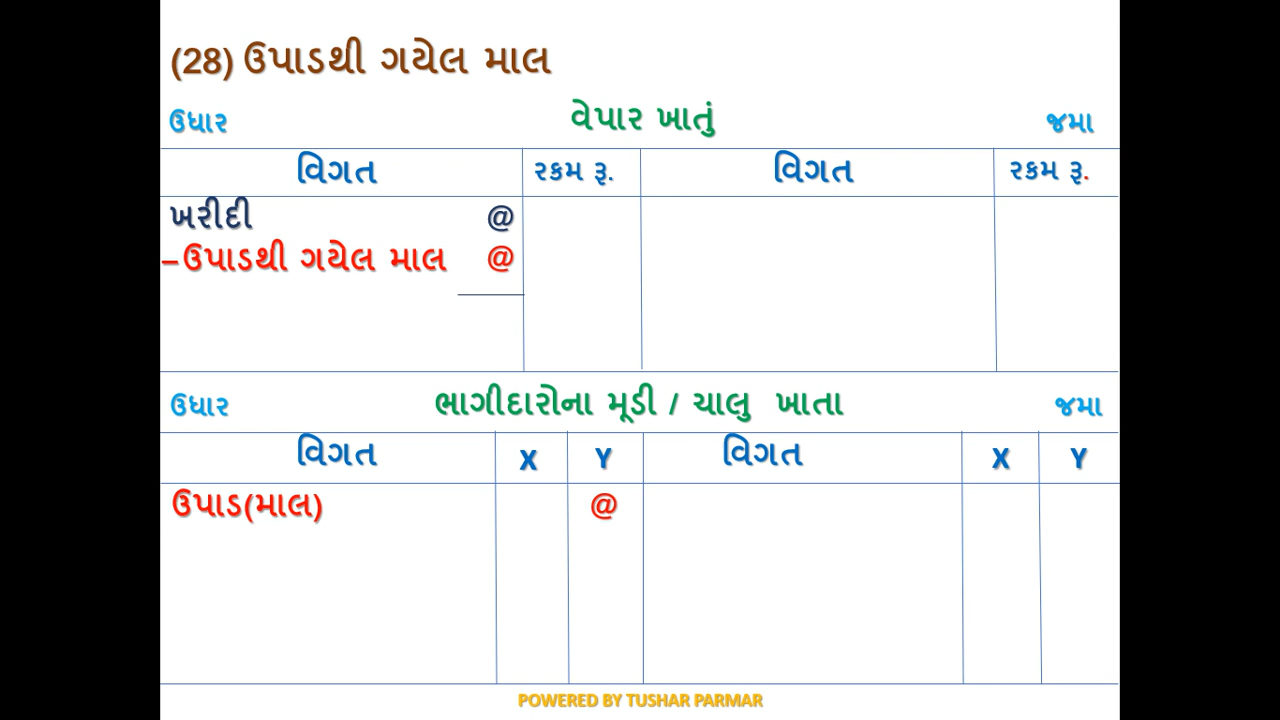 (28) ઉપાડથી ગયેલ માલ
ઉધાર વેપાર ખાતું જમા
વિગત રકમ રૂ. વિગત રકમ રૂ.
ખરીદી @
–ઉપાડથી ગયેલ માલ @
ઉધાર ભાગીદારોના મૂડી / ચાલુ ખાતા જમા
વિગત X Y વિગત X Y
ઉપાડ(માલ) @
POWERED BY TUSHAR PARMAR